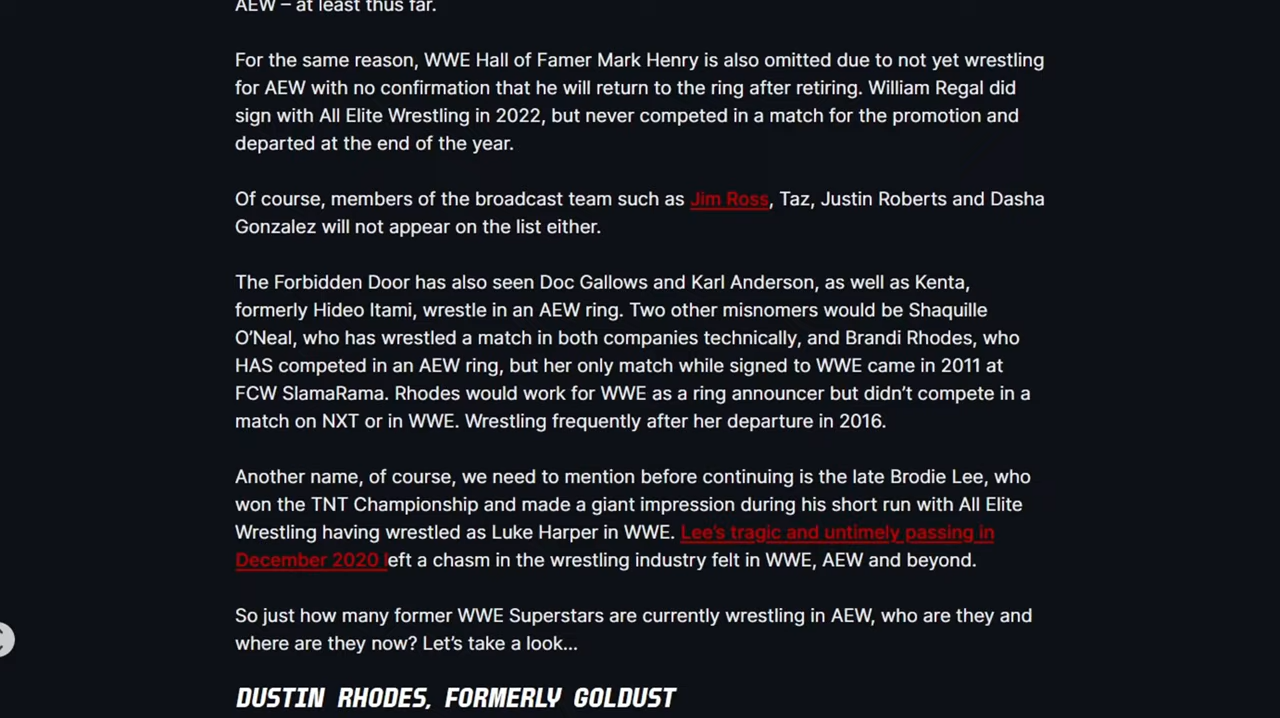 AEW – at least thus far.
For the same reason, WWE Hall of Famer Mark Henry is also omitted due to not yet wrestling
for AEW with no confirmation that he will return to the ring after retiring. William Regal did
sign with All Elite Wrestling in 2022, but never competed in a match for the promotion and
departed at the end of the year.
Of course, members of the broadcast team such as Jim Ross, Taz, Justin Roberts and Dasha
Gonzalez will not appear on the list either.
The Forbidden Door has also seen Doc Gallows and Karl Anderson, as well as Kenta,
formerly Hideo Itami, wrestle in an AEW ring. Two other misnomers would be Shaquille
O’Neal, who has wrestled a match in both companies technically, and Brandi Rhodes, who
HAS competed in an AEW ring, but her only match while signed to WWE came in 2011 at
FCW SlamaRama. Rhodes would work for WWE as a ring announcer but didn’t compete in a
match on NXT or in WWE. Wrestling frequently after her departure in 2016.
Another name, of course, we need to mention before continuing is the late Brodie Lee, who
won the TNT Championship and made a giant impression during his short run with All Elite
Wrestling having wrestled as Luke Harper in WWE. Lee’s tragic and untimely passing in
December 2020 left a chasm in the wrestling industry felt in WWE, AEW and beyond.
So just how many former WWE Superstars are currently wrestling in AEW, who are they and
where are they now? Let’s take a look…
DUSTIN RHODES, FORMERLY GOLDUST